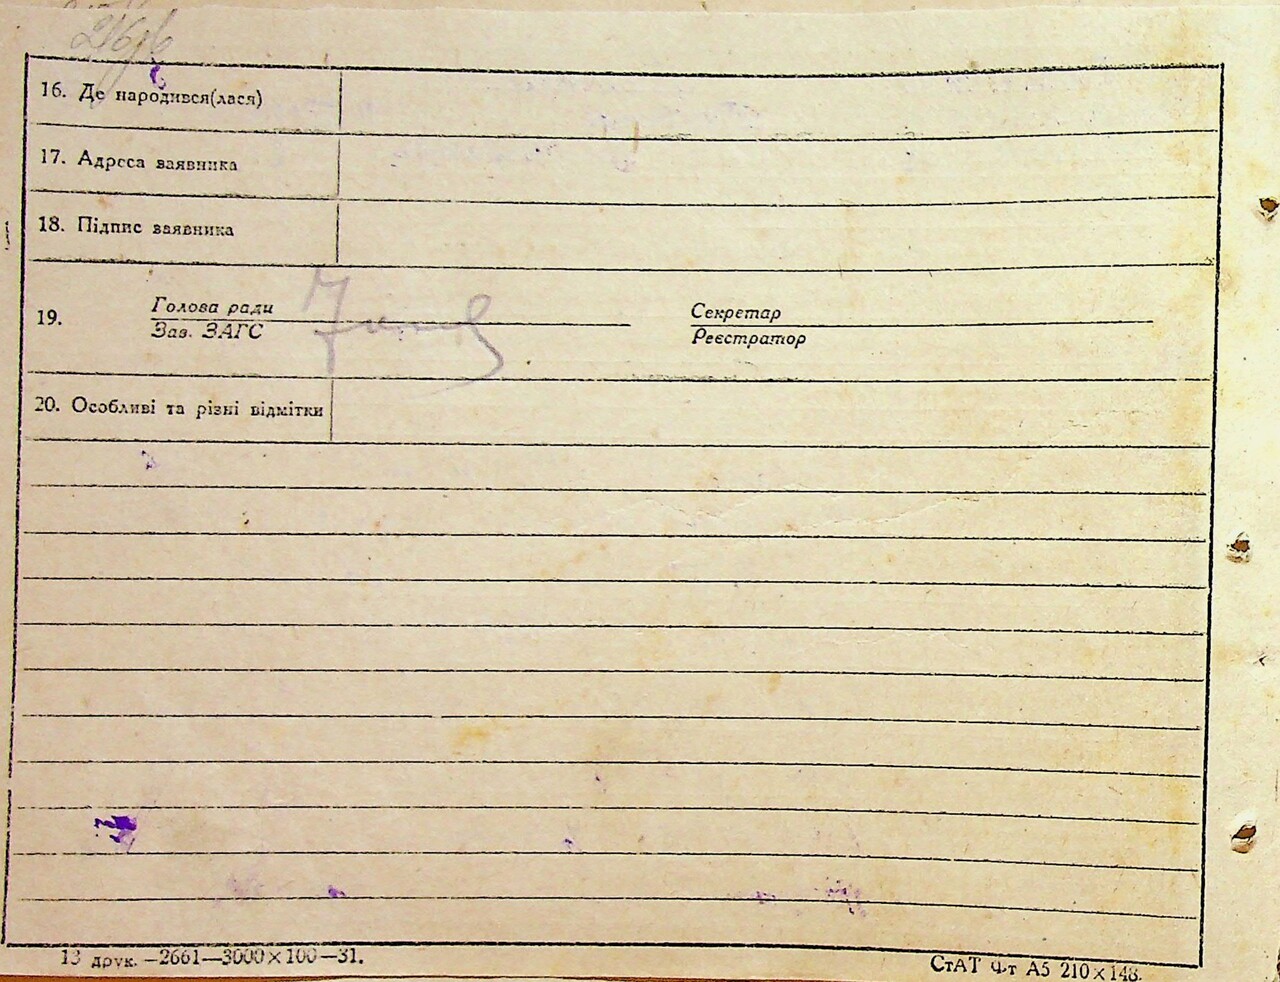 16. Де народився(лася)
17. Адреса заявника
18. Підпис заявника
19. Голова ради Секретар
Зав. ЗАГС Реєстратор
20. Особливі та різні відмітки
13 друк. —2661—3000×100—31. СтАТ Фт А5 210×148.